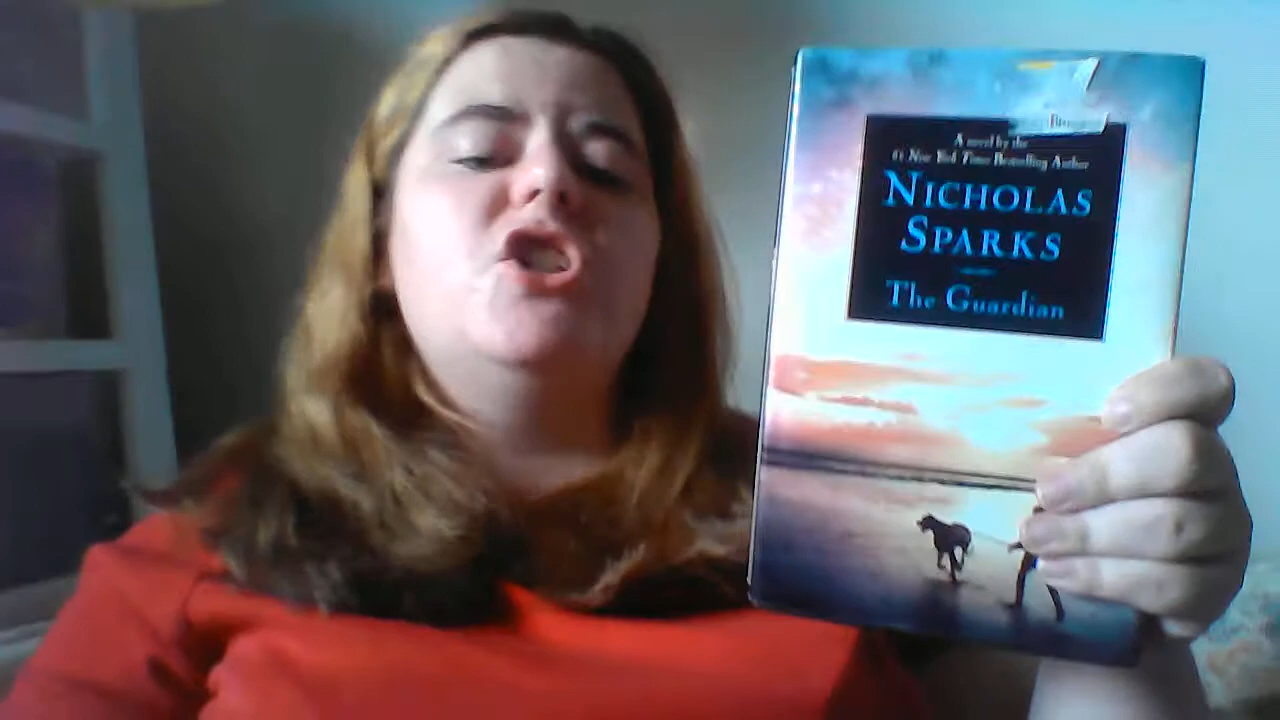 A novel by the
#1 New York Times Bestselling Author
NICHOLAS
SPARKS
The Guardian